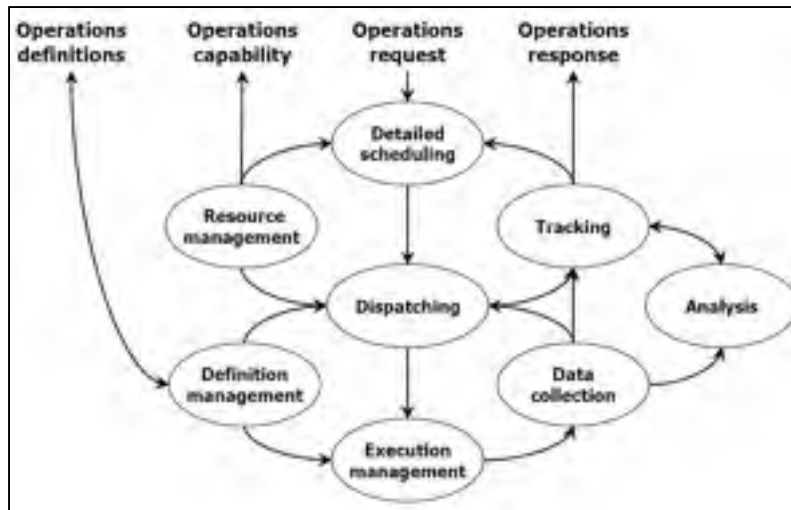 Operations
definitions
Operations
capability
Operations
request
Operations
response
Detailed
scheduling
Resource
management
Tracking
Dispatching
Analysis
Definition
management
Data
collection
Execution
management